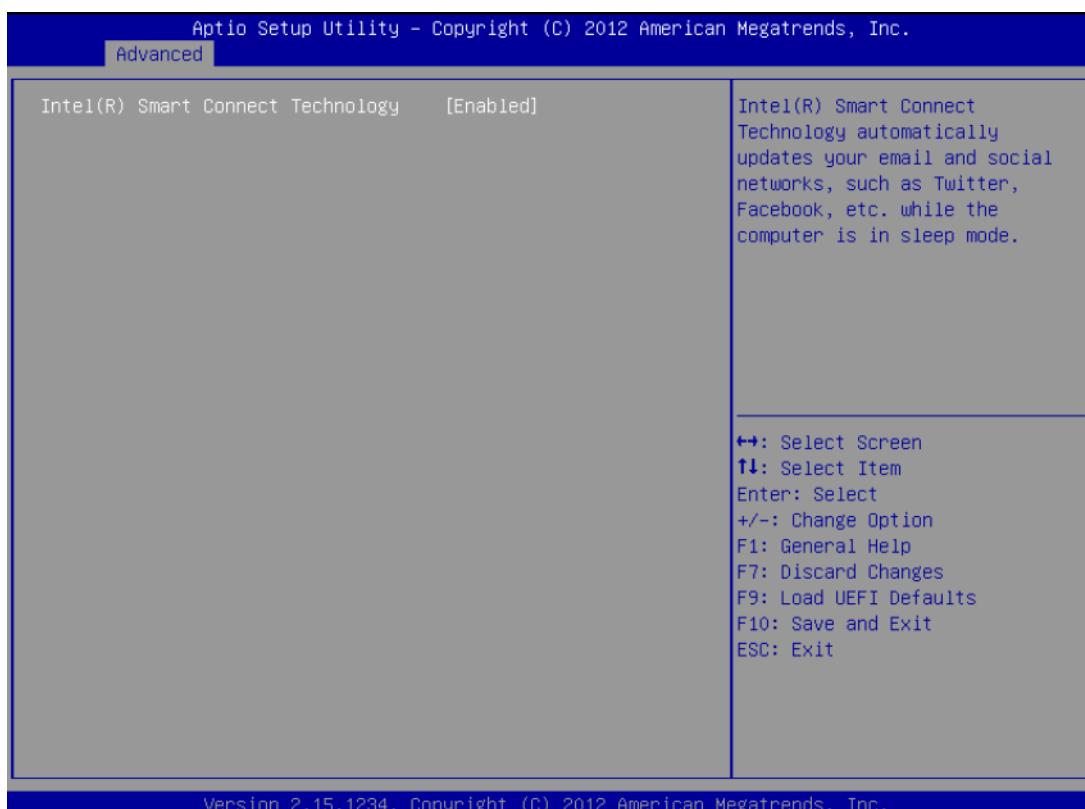 Aptio Setup Utility – Copyright (C) 2012 American Megatrends, Inc.
Advanced
Intel(R) Smart Connect Technology [Enabled]
Intel(R) Smart Connect
Technology automatically
updates your email and social
networks, such as Twitter,
Facebook, etc. while the
computer is in sleep mode.
↔: Select Screen
↑↓: Select Item
Enter: Select
+/-: Change Option
F1: General Help
F7: Discard Changes
F9: Load UEFI Defaults
F10: Save and Exit
ESC: Exit
Version 2.15.1234. Copyright (C) 2012 American Megatrends, Inc.